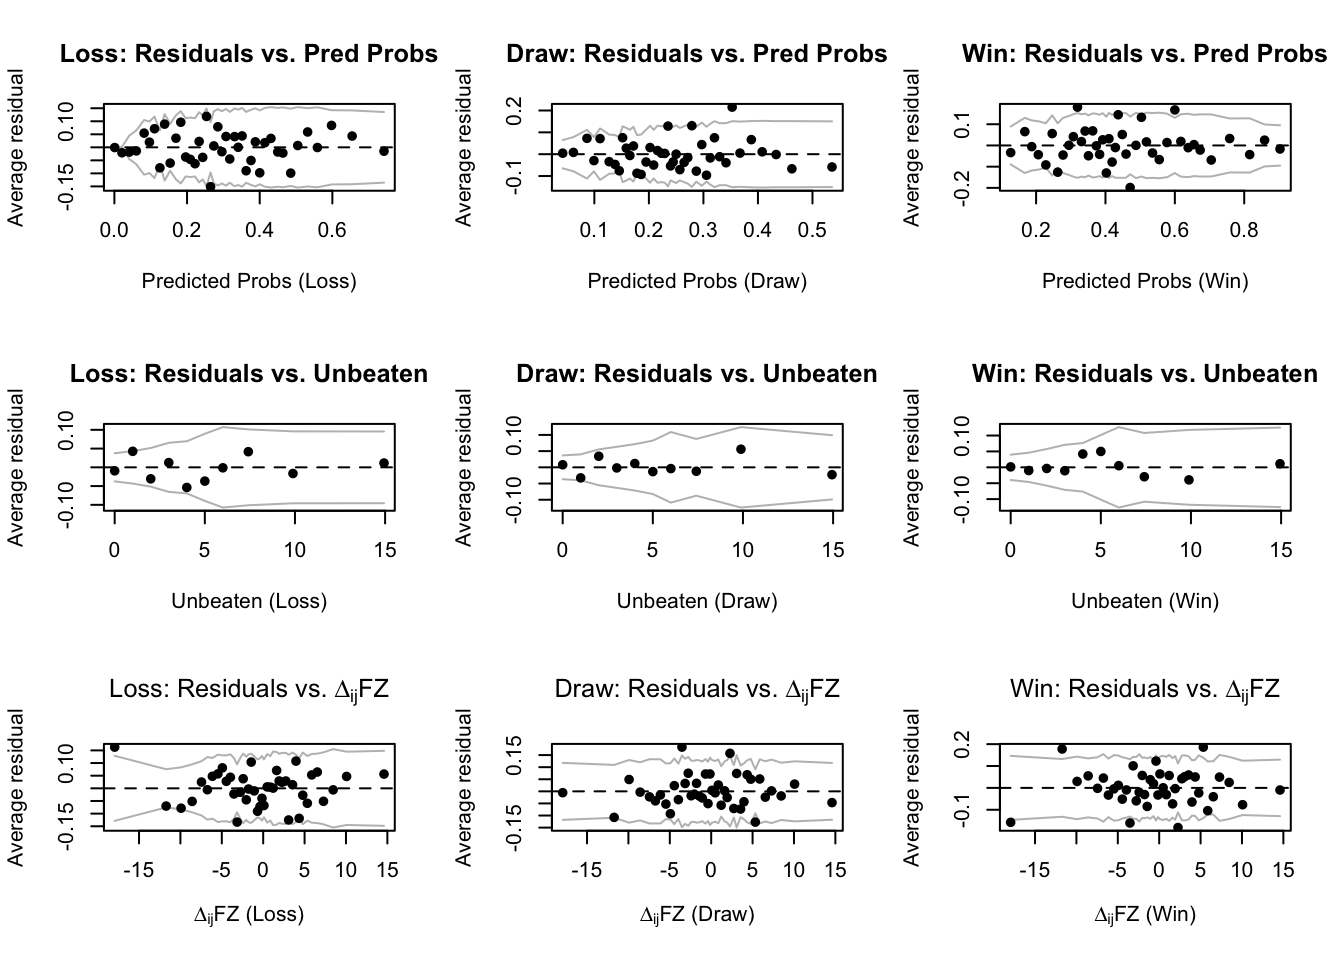 Loss: Residuals vs. Pred Probs
Average residual
-0.15 0.10
0.0 0.2 0.4 0.6
Predicted Probs (Loss)
Draw: Residuals vs. Pred Probs
Average residual
-0.1 0.2
0.1 0.2 0.3 0.4 0.5
Predicted Probs (Draw)
Win: Residuals vs. Pred Probs
Average residual
-0.2 0.1
0.2 0.4 0.6 0.8
Predicted Probs (Win)
Loss: Residuals vs. Unbeaten
Average residual
-0.10 0.10
0 5 10 15
Unbeaten (Loss)
Draw: Residuals vs. Unbeaten
Average residual
-0.10 0.10
0 5 10 15
Unbeaten (Draw)
Win: Residuals vs. Unbeaten
Average residual
-0.10 0.10
0 5 10 15
Unbeaten (Win)
Loss: Residuals vs. ΔijFZ
Average residual
-0.15 0.10
-15 -5 0 5 10 15
ΔijFZ (Loss)
Draw: Residuals vs. ΔijFZ
Average residual
-0.15 0.15
-15 -5 0 5 10 15
ΔijFZ (Draw)
Win: Residuals vs. ΔijFZ
Average residual
-0.1 0.2
-15 -5 0 5 10 15
ΔijFZ (Win)